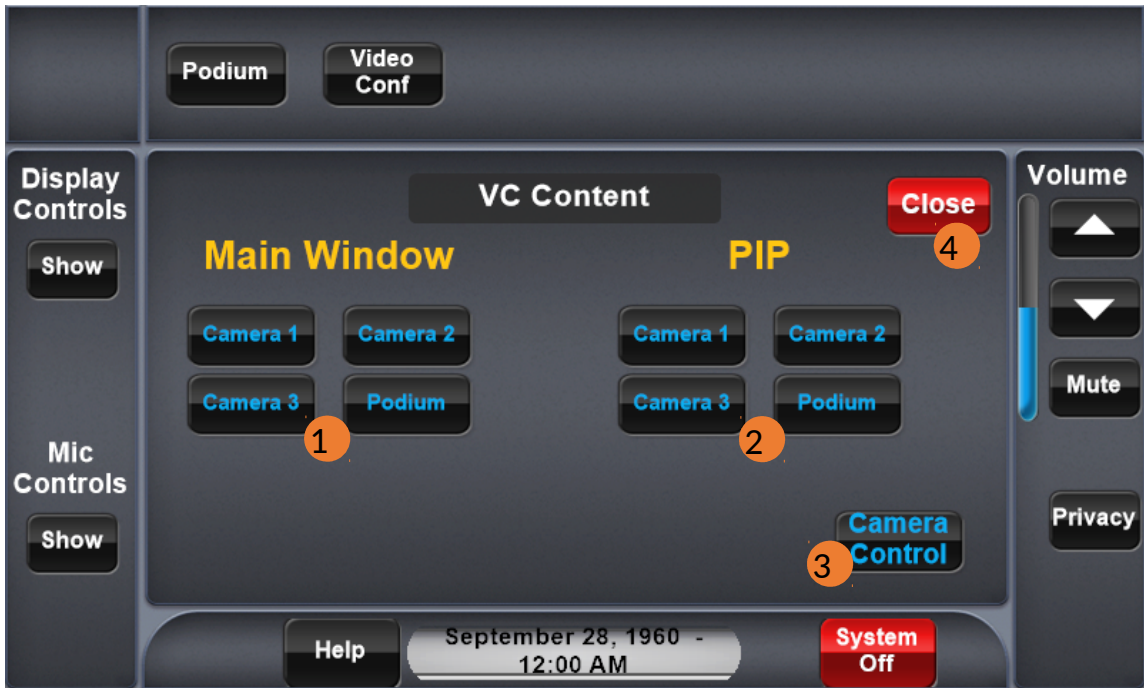 Podium
Video
Conf
Display
Controls
Show
Mic
Controls
Show
VC Content
Close
4
Main Window
PIP
Camera 1
Camera 2
Camera 3
Podium
1
Camera 1
Camera 2
Camera 3
Podium
2
Camera
Control
3
Volume
Mute
Privacy
Help
September 28, 1960 -
12:00 AM
System
Off